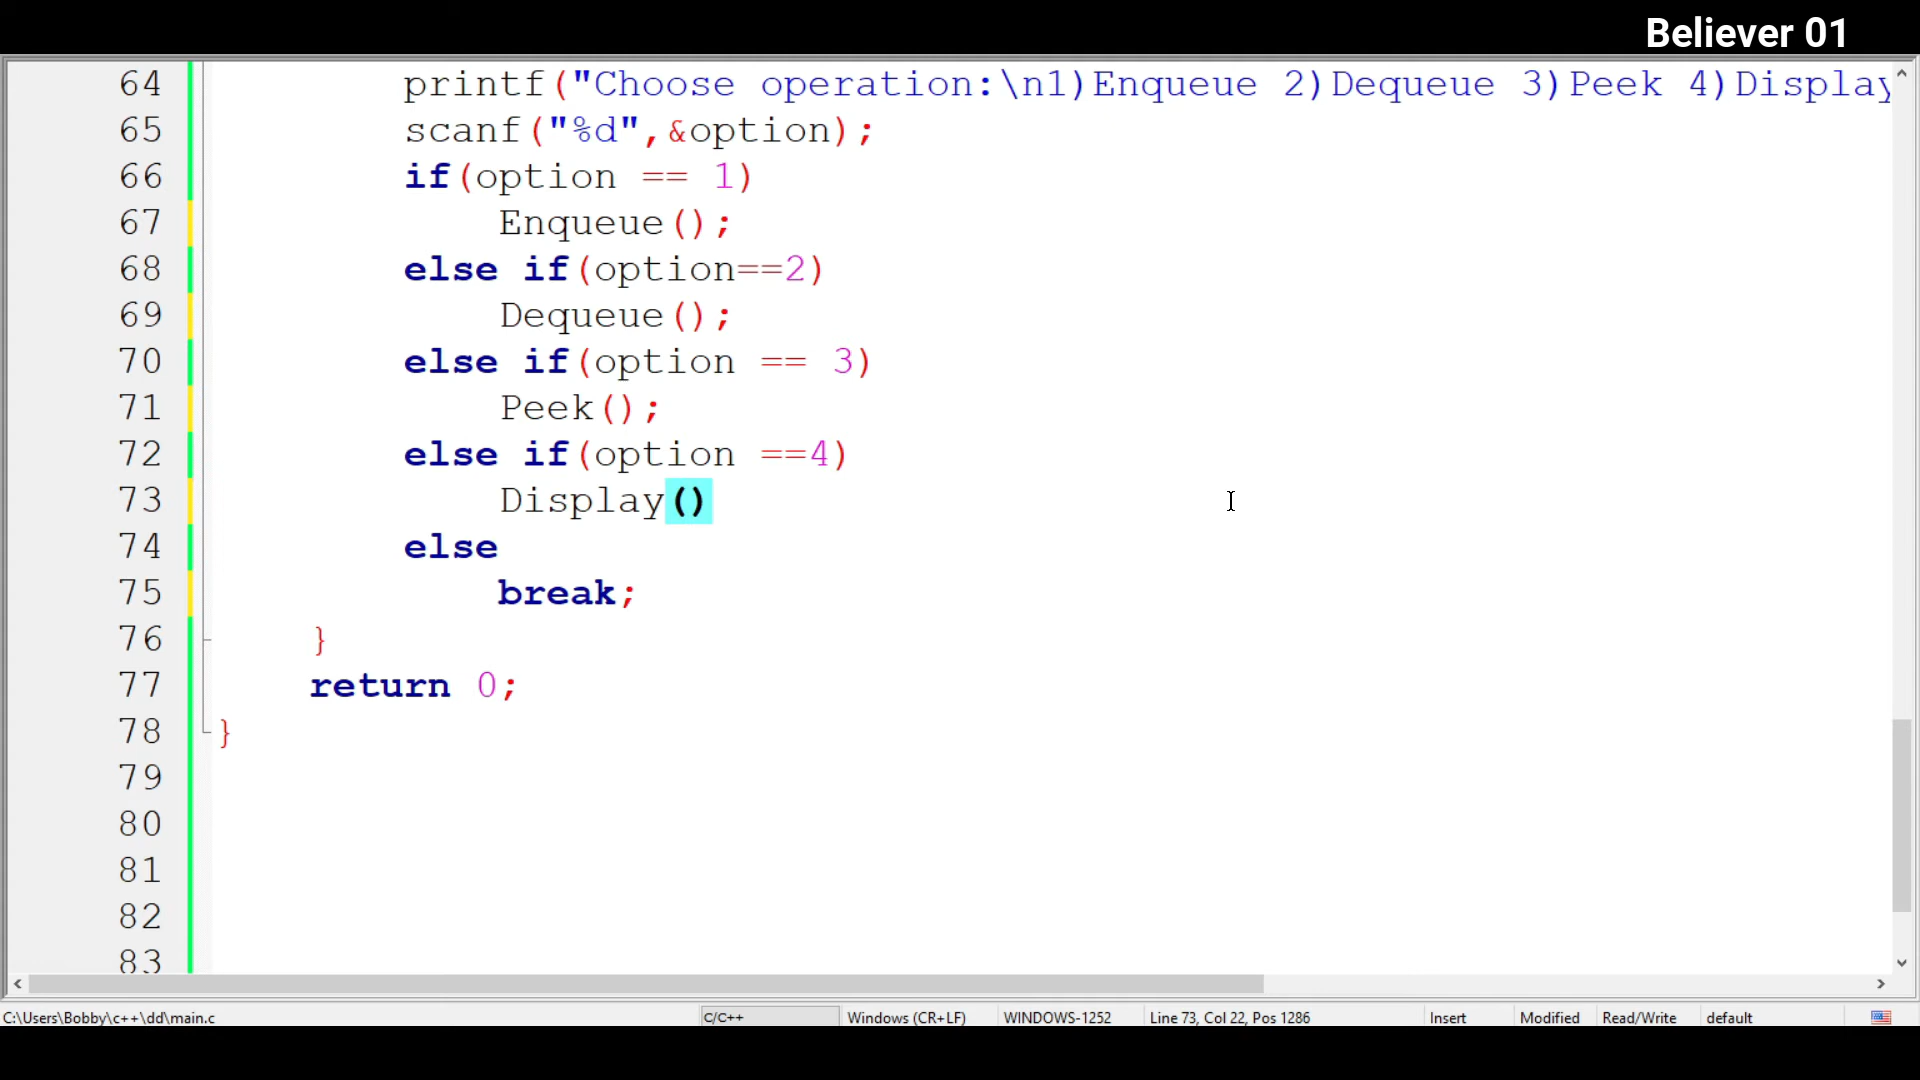 Believer 01
64 printf("Choose operation:\n1)Enqueue 2)Dequeue 3)Peek 4)Display
65 scanf("%d",&option);
66 if(option == 1)
67 Enqueue();
68 else if(option==2)
69 Dequeue();
70 else if(option == 3)
71 Peek();
72 else if(option ==4)
73 Display()
74 else
75 break;
76 }
77 return 0;
78 }
79
80
81
82
83
C:\Users\Bobby\c++\dd\main.c C/C++ Windows (CR+LF) WINDOWS-1252 Line 73, Col 22, Pos 1286 Insert Modified Read/Write default